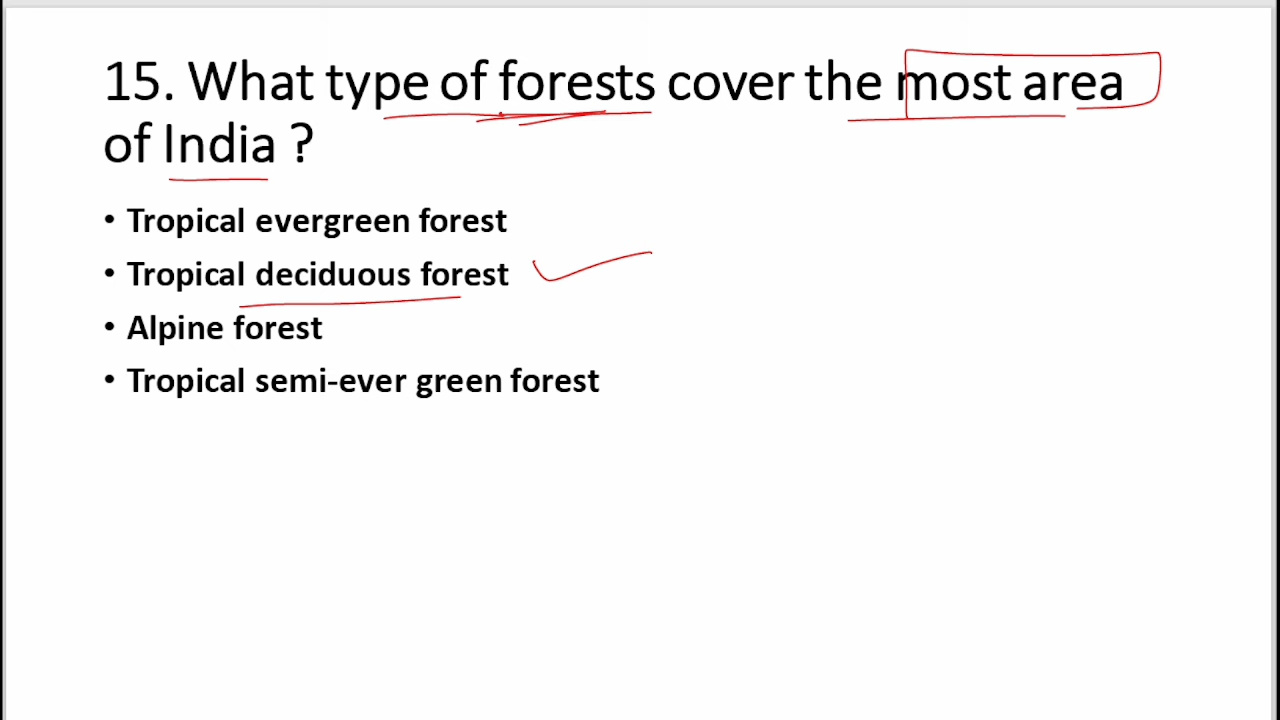 15. What type of forests cover the most area
of India ?
• Tropical evergreen forest
• Tropical deciduous forest
• Alpine forest
• Tropical semi-ever green forest